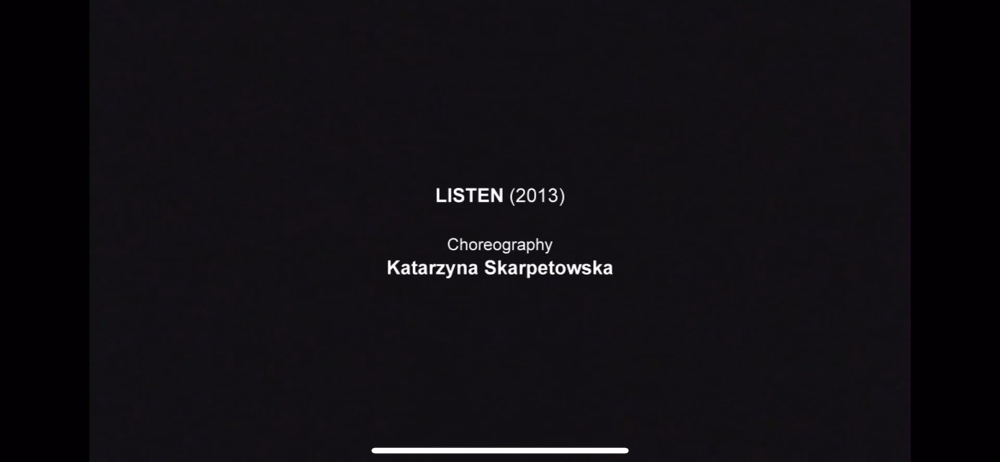 LISTEN (2013)
Choreography
Katarzyna Skarpetowska